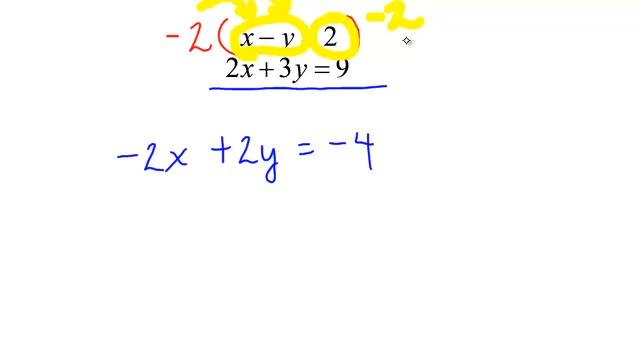 -2(x − y 2) -2
2x + 3y = 9
-2x +2y = -4